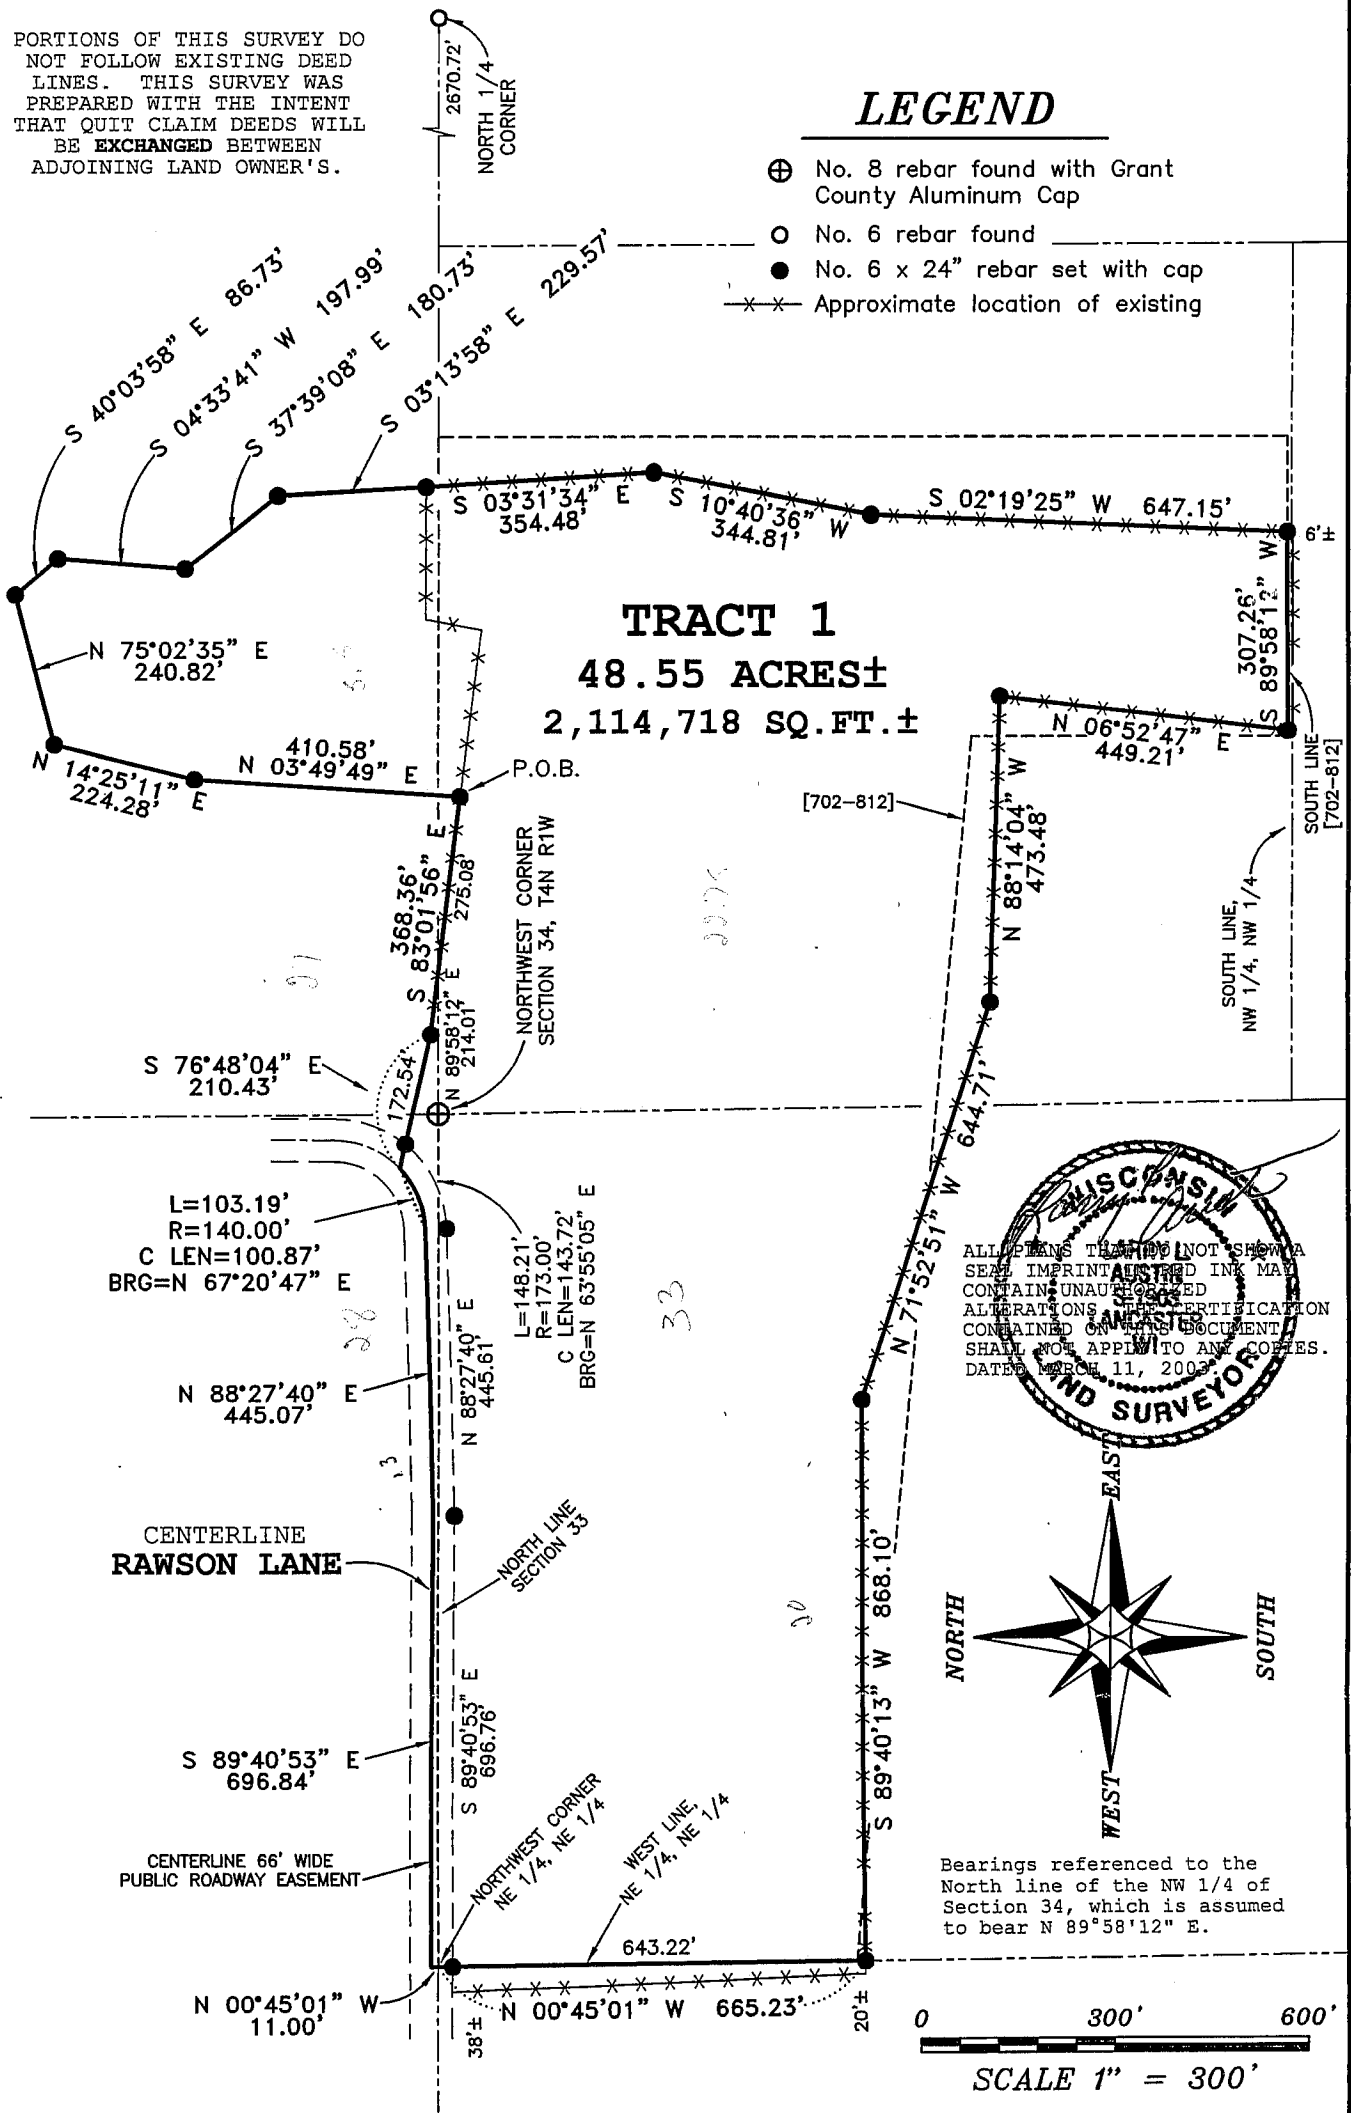 PORTIONS OF THIS SURVEY DO
NOT FOLLOW EXISTING DEED
LINES. THIS SURVEY WAS
PREPARED WITH THE INTENT
THAT QUIT CLAIM DEEDS WILL
BE EXCHANGED BETWEEN
ADJOINING LAND OWNER'S.
2670.72'
NORTH 1/4
CORNER
LEGEND
No. 8 rebar found with Grant
County Aluminum Cap
No. 6 rebar found
No. 6 x 24" rebar set with cap
Approximate location of existing
S 40°03'58" E 86.73'
S 04°33'41" W 197.99'
S 37°39'08" E 180.73'
S 03°13'58" E 229.57'
S 03°31'34" E
354.48'
S 10°40'36" W
344.81'
S 02°19'25" W 647.15'
6'±
307.26'
S 89°58'12" W
TRACT 1
48.55 ACRES±
2,114,718 SQ.FT.±
N 75°02'35" E
240.82'
N 14°25'11" E
224.28'
410.58'
N 03°49'49" E
P.O.B.
N 06°52'47" E
449.21'
SOUTH LINE
[702-812]
[702-812]
N 88°14'04" W
473.48'
SOUTH LINE,
NW 1/4, NW 1/4
368.36'
S 83°01'56" E
275.08'
N 89°58'12" E
214.01'
NORTHWEST CORNER
SECTION 34, T4N R1W
22.25
27
S 76°48'04" E
210.43'
172.54'
L=103.19'
R=140.00'
C LEN=100.87'
BRG=N 67°20'47" E
L=148.21'
R=173.00'
C LEN=143.72'
BRG=N 63°55'05" E
N 71°52'51" W 644.71'
33
28
WISCONSIN
AUSTIN
LANCASTER
WI
LAND SURVEYOR
ALL PLANS THAT DO NOT SHOW A
SEAL IMPRINT IN RED INK MAY
CONTAIN UNAUTHORIZED
ALTERATIONS. THE CERTIFICATION
CONTAINED ON THIS DOCUMENT
SHALL NOT APPLY TO ANY COPIES.
DATED MARCH 11, 2003
N 88°27'40" E
445.07'
N 88°27'40" E
445.61'
13
CENTERLINE
RAWSON LANE
NORTH LINE
SECTION 33
20
S 89°40'13" W 868.10'
EAST
NORTH
SOUTH
WEST
S 89°40'53" E
696.84'
S 89°40'53" E
696.76'
CENTERLINE 66' WIDE
PUBLIC ROADWAY EASEMENT
NORTHWEST CORNER
NE 1/4, NE 1/4
WEST LINE,
NE 1/4, NE 1/4
Bearings referenced to the
North line of the NW 1/4 of
Section 34, which is assumed
to bear N 89°58'12" E.
643.22'
N 00°45'01" W
11.00'
38'±
N 00°45'01" W 665.23'
20'±
0 300' 600'
SCALE 1" = 300'